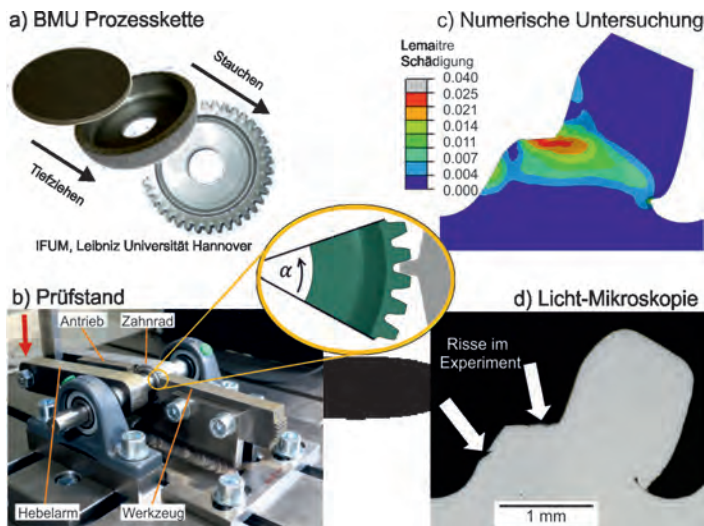 a) BMU Prozesskette
Stauchen
Tiefziehen
IFUM, Leibniz Universität Hannover
c) Numerische Untersuchung
Lemaitre
Schädigung
0.040
0.025
0.021
0.014
0.011
0.007
0.004
0.000
α
b) Prüfstand
Antrieb
Zahnrad
Hebelarm
Werkzeug
d) Licht-Mikroskopie
Risse im
Experiment
1 mm